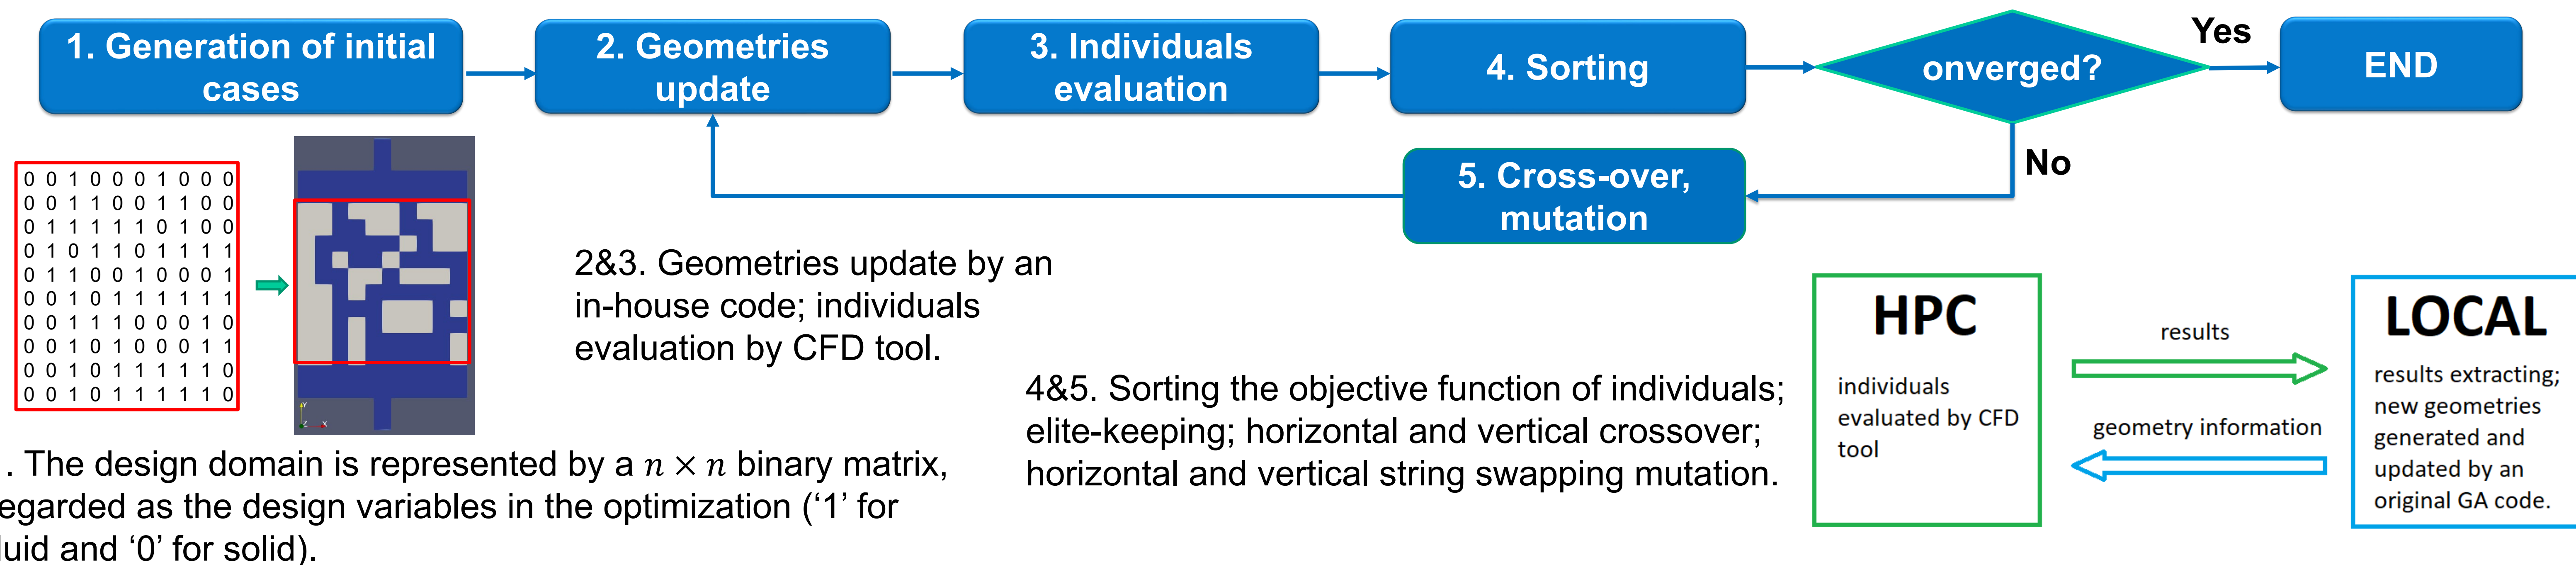 1. Generation of initial
cases
2. Geometries
update
3. Individuals
evaluation
4. Sorting
onverged?
Yes
END
No
5. Cross-over,
mutation
0 0 1 0 0 0 1 0 0 0
0 0 1 1 0 0 1 1 0 0
0 1 1 1 1 1 0 1 0 0
0 1 0 1 1 0 1 1 1 1
0 1 1 0 0 1 0 0 0 1
0 0 1 0 1 1 1 1 1 1
0 0 1 1 1 0 0 0 1 0
0 0 1 0 1 0 0 0 1 1
0 0 1 0 1 1 1 1 1 0
0 0 1 0 1 1 1 1 1 0
Y
Z X
2&3. Geometries update by an
in-house code; individuals
evaluation by CFD tool.
4&5. Sorting the objective function of individuals;
elite-keeping; horizontal and vertical crossover;
horizontal and vertical string swapping mutation.
. The design domain is represented by a n × n binary matrix,
egarded as the design variables in the optimization (‘1’ for
luid and ‘0’ for solid).
HPC
individuals
evaluated by CFD
tool
results
geometry information
LOCAL
results extracting;
new geometries
generated and
updated by an
original GA code.